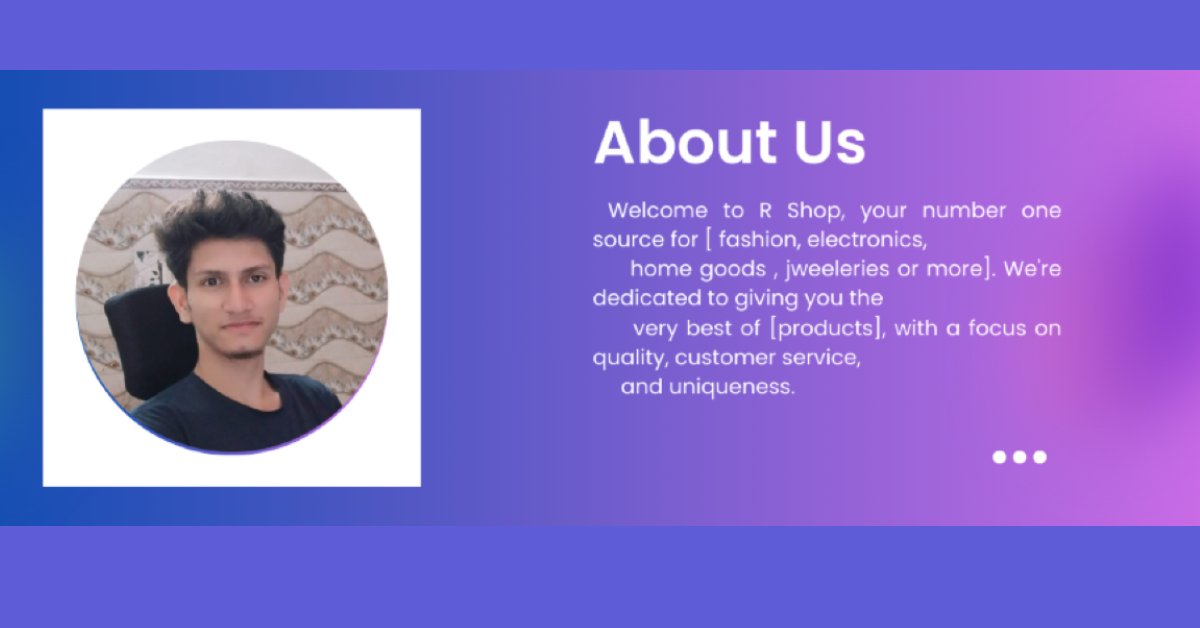 About Us
Welcome to R Shop, your number one
source for [ fashion, electronics,
home goods , jweeleries or more]. We're
dedicated to giving you the
very best of [products], with a focus on
quality, customer service,
and uniqueness.